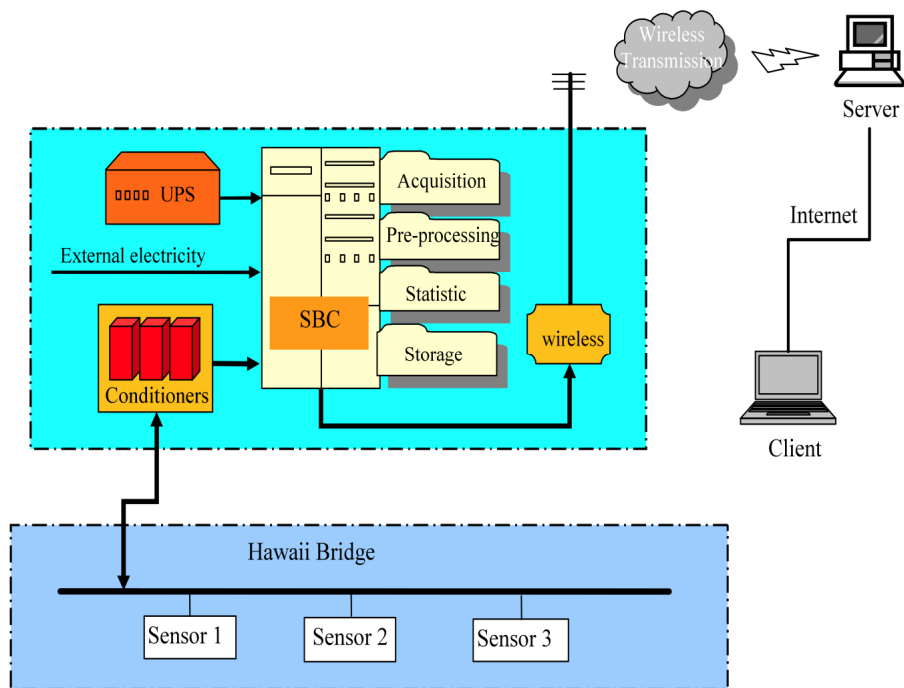 Wireless
Transmission
Server
UPS
Acquisition
Pre-processing
Internet
External electricity
Statistic
SBC
Storage
wireless
Conditioners
Client
Hawaii Bridge
Sensor 1
Sensor 2
Sensor 3